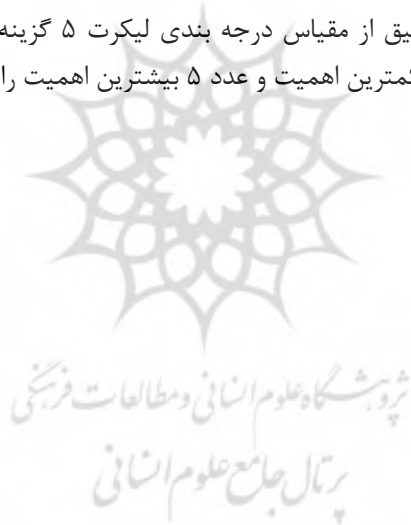 یق از مقیاس درجه بندی لیکرت ۵ گزینه
کمترین اهمیت و عدد ۵ بیشترین اهمیت را
پژوهشگاه علوم انسانی و مطالعات فرهنگی
پرتال جامع علوم انسانی